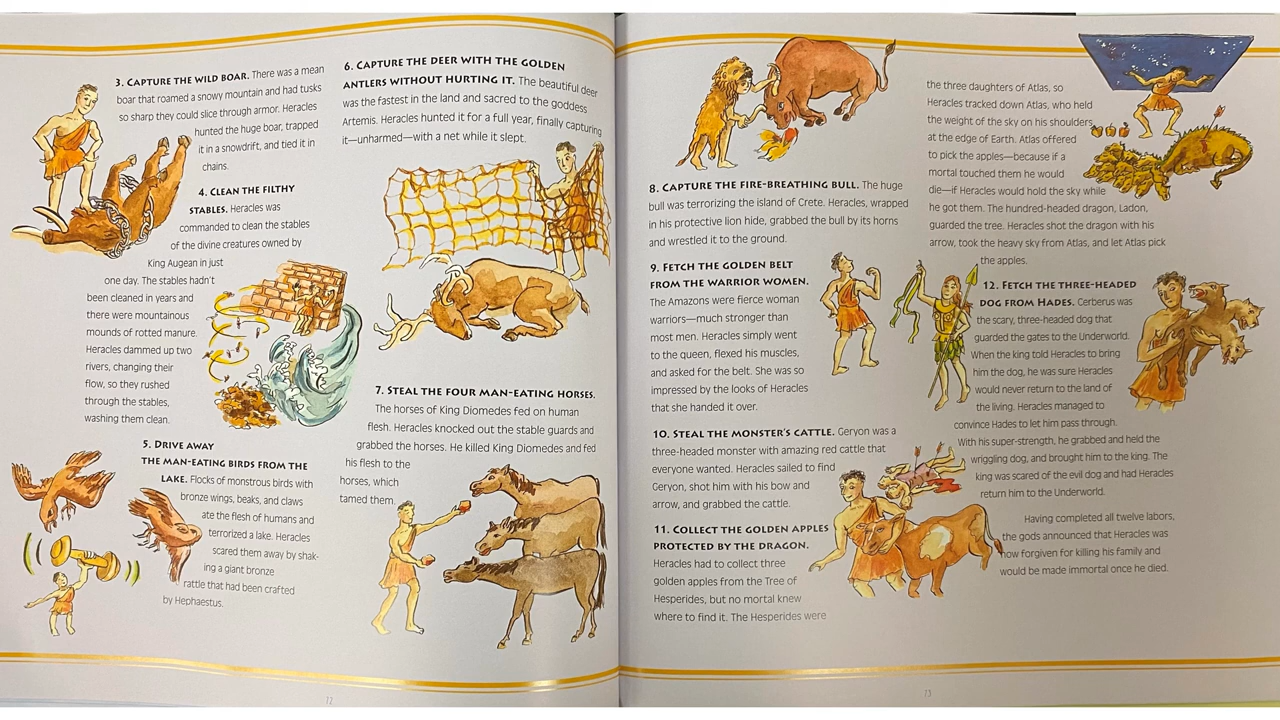 3. CAPTURE THE WILD BOAR. There was a mean
boar that roamed a snowy mountain and had tusks
so sharp they could slice through armor. Heracles
hunted the huge boar, trapped
it in a snowdrift, and tied it in
chains.
4. CLEAN THE FILTHY
STABLES. Heracles was
commanded to clean the stables
of the divine creatures owned by
King Augean in just
one day. The stables hadn't
been cleaned in years and
there were mountainous
mounds of rotted manure.
Heracles dammed up two
rivers, changing their
flow, so they rushed
through the stables,
washing them clean.
5. DRIVE AWAY
THE MAN-EATING BIRDS FROM THE
LAKE. Flocks of monstrous birds with
bronze wings, beaks, and claws
ate the flesh of humans and
terrorized a lake. Heracles
scared them away by shak-
ing a giant bronze
rattle that had been crafted
by Hephaestus.
6. CAPTURE THE DEER WITH THE GOLDEN
ANTLERS WITHOUT HURTING IT. The beautiful deer
was the fastest in the land and sacred to the goddess
Artemis. Heracles hunted it for a full year, finally capturing
it—unharmed—with a net while it slept.
7. STEAL THE FOUR MAN-EATING HORSES.
The horses of King Diomedes fed on human
flesh. Heracles knocked out the stable guards and
grabbed the horses. He killed King Diomedes and fed
his flesh to the
horses, which
tamed them.
12
8. CAPTURE THE FIRE-BREATHING BULL. The huge
bull was terrorizing the island of Crete. Heracles, wrapped
in his protective lion hide, grabbed the bull by its horns
and wrestled it to the ground.
9. FETCH THE GOLDEN BELT
FROM THE WARRIOR WOMEN.
The Amazons were fierce woman
warriors—much stronger than
most men. Heracles simply went
to the queen, flexed his muscles,
and asked for the belt. She was so
impressed by the looks of Heracles
that she handed it over.
10. STEAL THE MONSTER'S CATTLE. Geryon was a
three-headed monster with amazing red cattle that
everyone wanted. Heracles sailed to find
Geryon, shot him with his bow and
arrow, and grabbed the cattle.
11. COLLECT THE GOLDEN APPLES
PROTECTED BY THE DRAGON.
Heracles had to collect three
golden apples from the Tree of
Hesperides, but no mortal knew
where to find it. The Hesperides were
the three daughters of Atlas, so
Heracles tracked down Atlas, who held
the weight of the sky on his shoulders
at the edge of Earth. Atlas offered
to pick the apples—because if a
mortal touched them he would
die—if Heracles would hold the sky while
he got them. The hundred-headed dragon, Ladon,
guarded the tree. Heracles shot the dragon with his
arrow, took the heavy sky from Atlas, and let Atlas pick
the apples.
12. FETCH THE THREE-HEADED
DOG FROM HADES. Cerberus was
the scary, three-headed dog that
guarded the gates to the Underworld.
When the king told Heracles to bring
him the dog, he was sure Heracles
would never return to the land of
the living. Heracles managed to
convince Hades to let him pass through.
With his super-strength, he grabbed and held the
wriggling dog, and brought him to the king. The
king was scared of the evil dog and had Heracles
return him to the Underworld.
Having completed all twelve labors,
the gods announced that Heracles was
now forgiven for killing his family and
would be made immortal once he died.
13